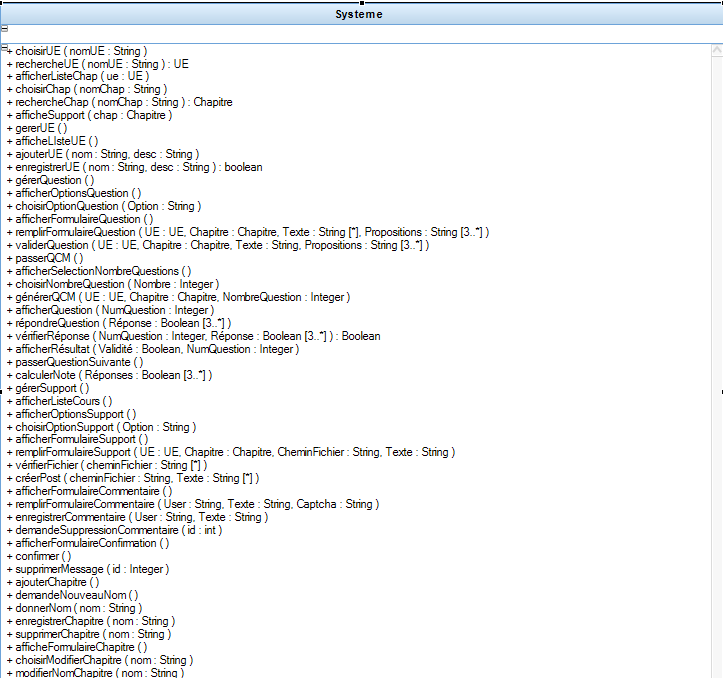 Systeme
+ choisirUE ( nomUE : String )
+ rechercheUE ( nomUE : String ) : UE
+ afficherListeChap ( ue : UE )
+ choisirChap ( nomChap : String )
+ rechercheChap ( nomChap : String ) : Chapitre
+ afficheSupport ( chap : Chapitre )
+ gererUE ( )
+ afficheLIsteUE ( )
+ ajouterUE ( nom : String, desc : String )
+ enregistrerUE ( nom : String, desc : String ) : boolean
+ gérerQuestion ( )
+ afficherOptionsQuestion ( )
+ choisirOptionQuestion ( Option : String )
+ afficherFormulaireQuestion ( )
+ remplirFormulaireQuestion ( UE : UE, Chapitre : Chapitre, Texte : String [*], Propositions : String [3..*] )
+ validerQuestion ( UE : UE, Chapitre : Chapitre, Texte : String, Propositions : String [3..*] )
+ passerQCM ( )
+ afficherSelectionNombreQuestions ( )
+ choisirNombreQuestion ( Nombre : Integer )
+ générerQCM ( UE : UE, Chapitre : Chapitre, NombreQuestion : Integer )
+ afficherQuestion ( NumQuestion : Integer )
+ répondreQuestion ( Réponse : Boolean [3..*] )
+ vérifierRéponse ( NumQuestion : Integer, Réponse : Boolean [3..*] ) : Boolean
+ afficherRésultat ( Validité : Boolean, NumQuestion : Integer )
+ passerQuestionSuivante ( )
+ calculerNote ( Réponses : Boolean [3..*] )
+ gérerSupport ( )
+ afficherListeCours ( )
+ afficherOptionsSupport ( )
+ choisirOptionSupport ( Option : String )
+ afficherFormulaireSupport ( )
+ remplirFormulaireSupport ( UE : UE, Chapitre : Chapitre, CheminFichier : String, Texte : String )
+ vérifierFichier ( cheminFichier : String [*] )
+ créerPost ( cheminFichier : String, Texte : String [*] )
+ afficherFormulaireCommentaire ( )
+ remplirFormulaireCommentaire ( User : String, Texte : String, Captcha : String )
+ enregistrerCommentaire ( User : String, Texte : String )
+ demandeSuppressionCommentaire ( id : int )
+ afficherFormulaireConfirmation ( )
+ confirmer ( )
+ supprimerMessage ( id : Integer )
+ ajouterChapitre ( )
+ demandeNouveauNom ( )
+ donnerNom ( nom : String )
+ enregistrerChapitre ( nom : String )
+ supprimerChapitre ( nom : String )
+ afficheFormulaireChapitre ( )
+ choisirModifierChapitre ( nom : String )
+ modifierNomChapitre ( nom : String )